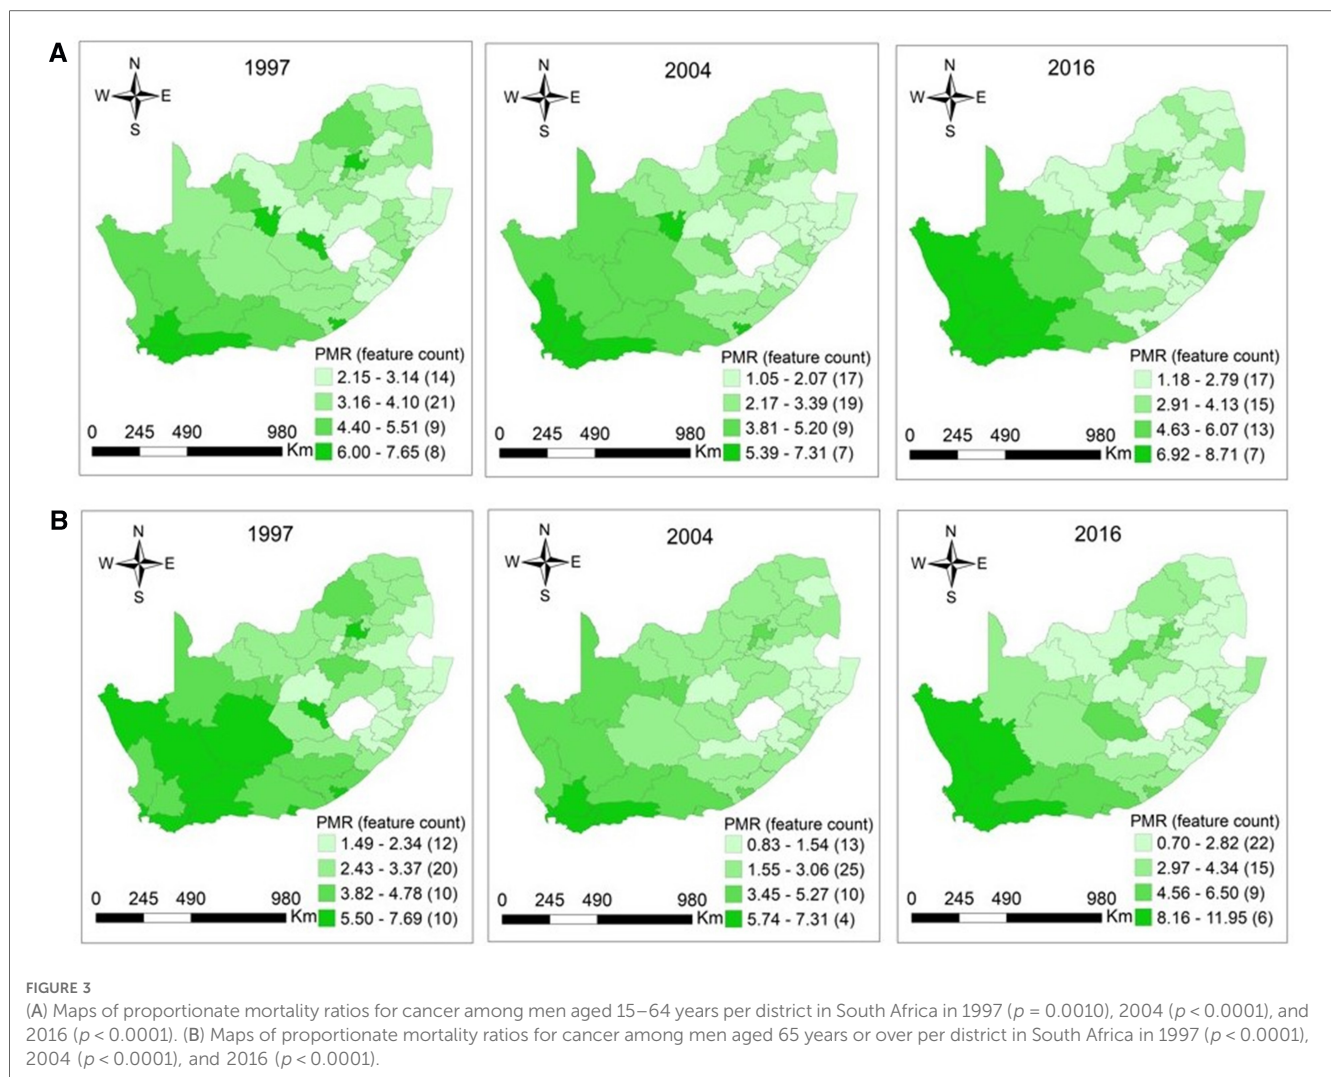 A
1997
N
W E
S
PMR (feature count)
2.15 - 3.14 (14)
3.16 - 4.10 (21)
4.40 - 5.51 (9)
6.00 - 7.65 (8)
0 245 490 980
Km
2004
N
W E
S
PMR (feature count)
1.05 - 2.07 (17)
2.17 - 3.39 (19)
3.81 - 5.20 (9)
5.39 - 7.31 (7)
0 245 490 980
Km
2016
N
W E
S
PMR (feature count)
1.18 - 2.79 (17)
2.91 - 4.13 (15)
4.63 - 6.07 (13)
6.92 - 8.71 (7)
0 245 490 980
Km
B
1997
N
W E
S
PMR (feature count)
1.49 - 2.34 (12)
2.43 - 3.37 (20)
3.82 - 4.78 (10)
5.50 - 7.69 (10)
0 245 490 980
Km
2004
N
W E
S
PMR (feature count)
0.83 - 1.54 (13)
1.55 - 3.06 (25)
3.45 - 5.27 (10)
5.74 - 7.31 (4)
0 245 490 980
Km
2016
N
W E
S
PMR (feature count)
0.70 - 2.82 (22)
2.97 - 4.34 (15)
4.56 - 6.50 (9)
8.16 - 11.95 (6)
0 245 490 980
Km
FIGURE 3
(A) Maps of proportionate mortality ratios for cancer among men aged 15–64 years per district in South Africa in 1997 (p = 0.0010), 2004 (p < 0.0001), and
2016 (p < 0.0001). (B) Maps of proportionate mortality ratios for cancer among men aged 65 years or over per district in South Africa in 1997 (p < 0.0001),
2004 (p < 0.0001), and 2016 (p < 0.0001).